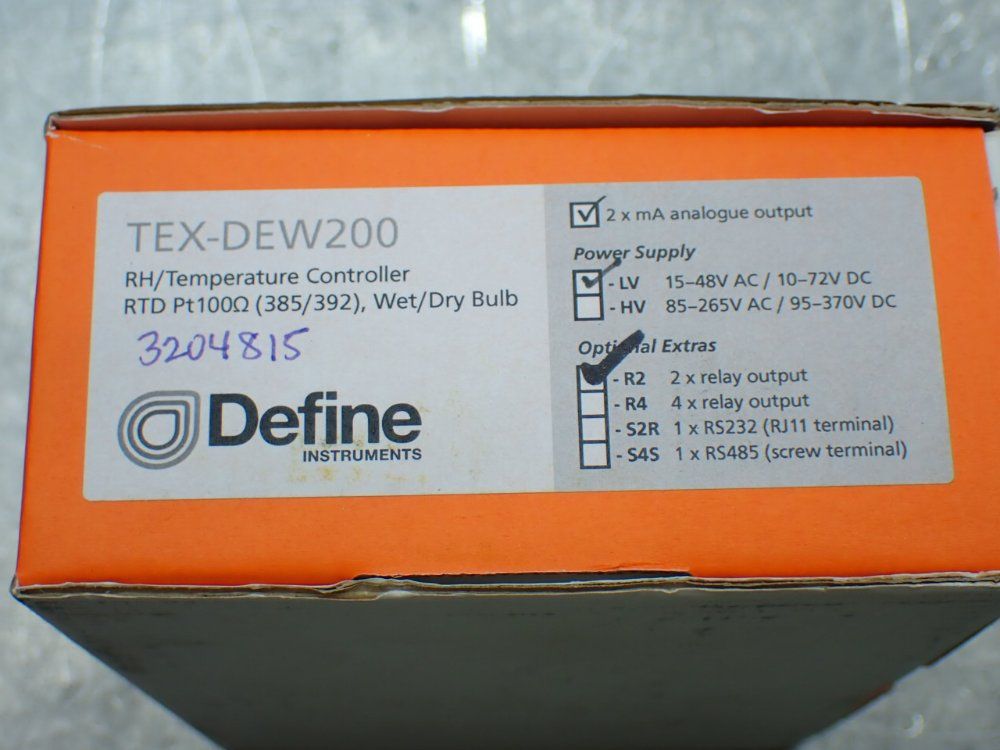 TEX-DEW200
RH/Temperature Controller
RTD Pt100Ω (385/392), Wet/Dry Bulb
3204815
Define
INSTRUMENTS
2 x mA analogue output
Power Supply
- LV 15–48V AC / 10–72V DC
- HV 85–265V AC / 95–370V DC
Optional Extras
- R2 2 x relay output
- R4 4 x relay output
- S2R 1 x RS232 (RJ11 terminal)
- S4S 1 x RS485 (screw terminal)